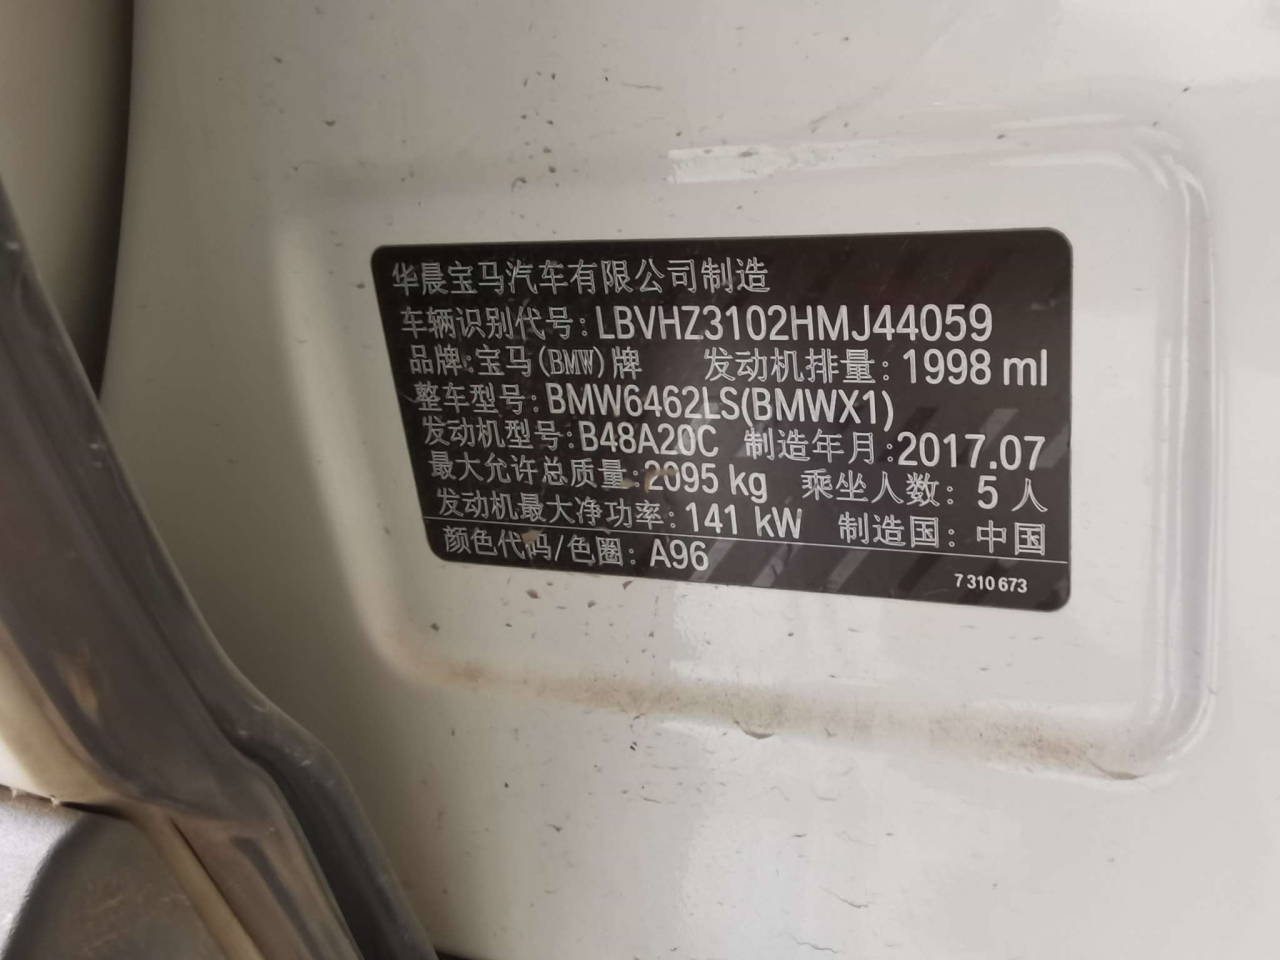 华晨宝马汽车有限公司制造
车辆识别代号: LBVHZ3102HMJ44059
品牌:宝马(BMW)牌 发动机排量: 1998 ml
整车型号: BMW6462LS(BMWX1)
发动机型号: B48A20C 制造年月:2017.07
最大允许总质量:2095 kg 乘坐人数: 5 人
发动机最大净功率: 141 kW 制造国: 中国
颜色代码/色圈: A96
7 310 673